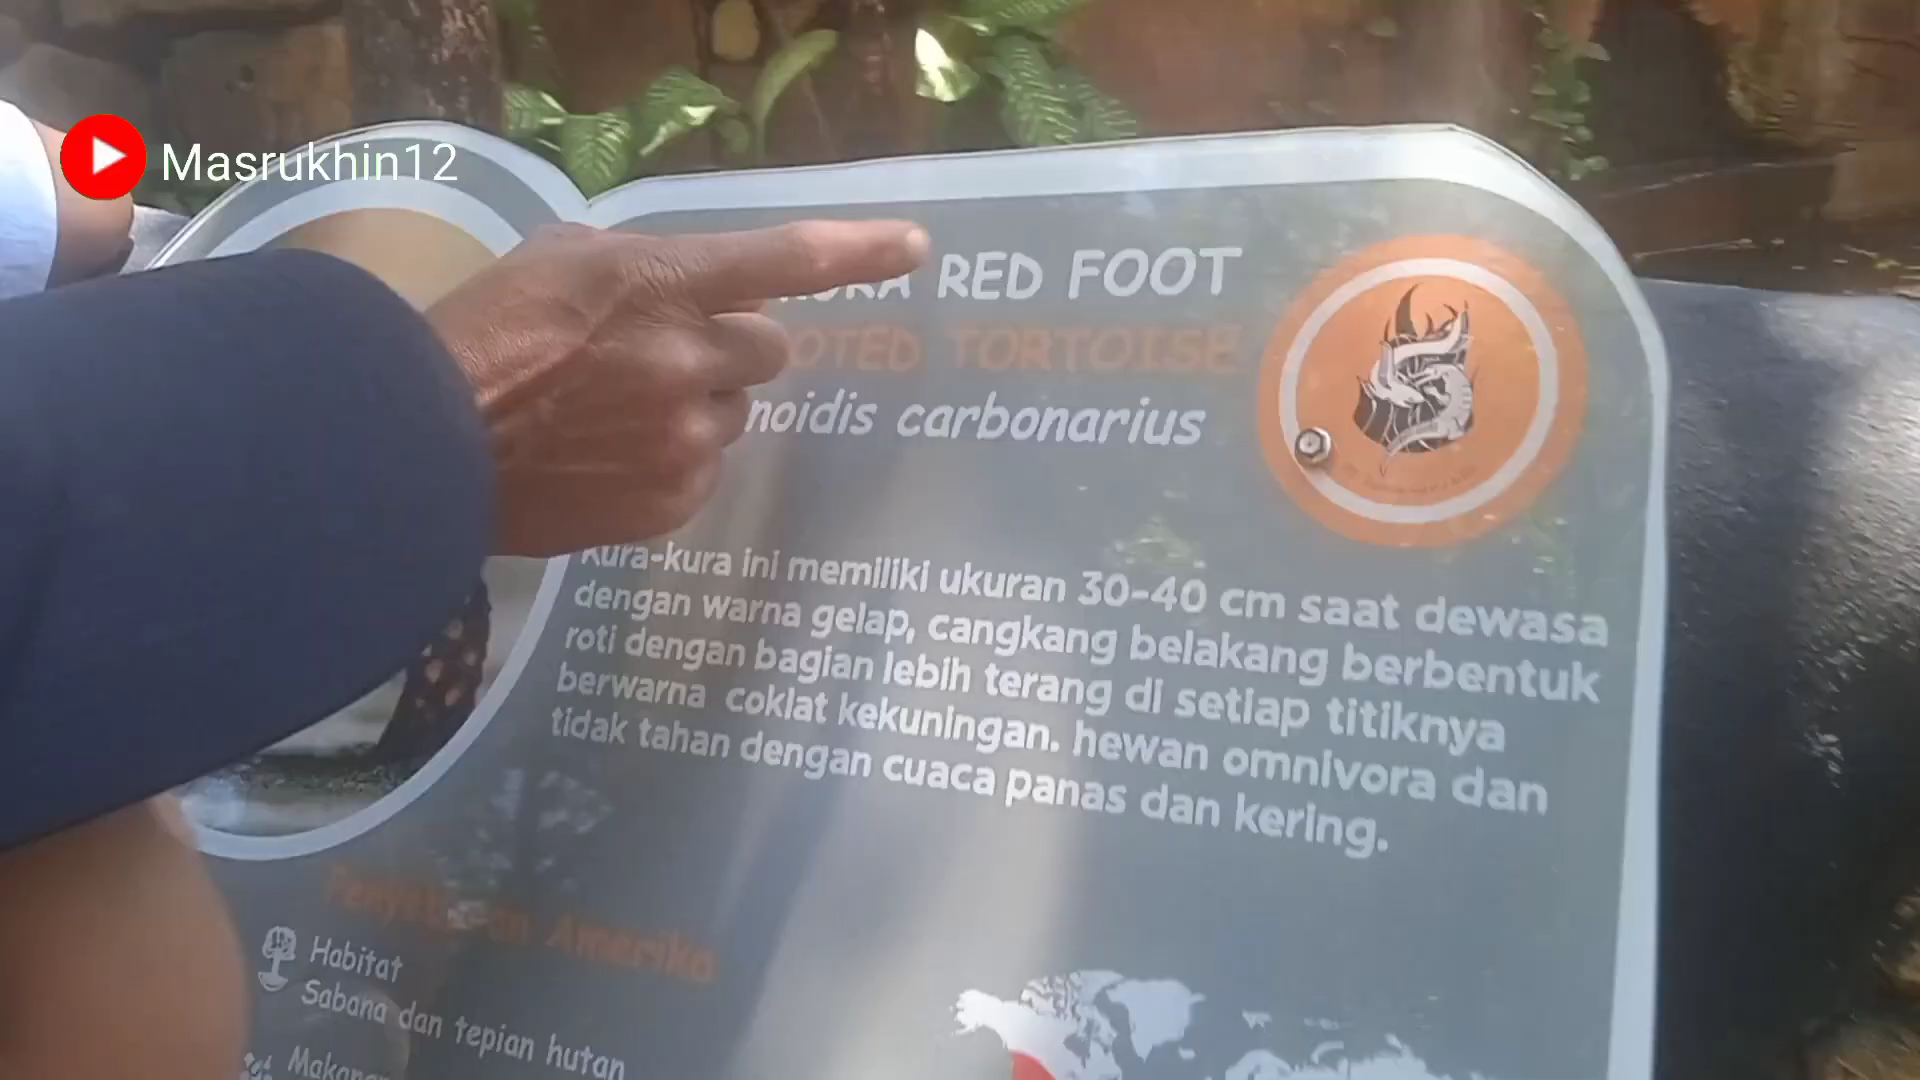 Masrukhin12
RED FOOT
TORTOISE
carbonarius
Kura-kura ini memiliki ukuran 30-40 cm saat dewasa
dengan warna gelap, cangkang belakang berbentuk
roti dengan bagian lebih terang di setiap titiknya
berwarna coklat kekuningan. hewan omnivora dan
tidak tahan dengan cuaca panas dan kering.
Amerika
Habitat
Sabana dan tepian hutan